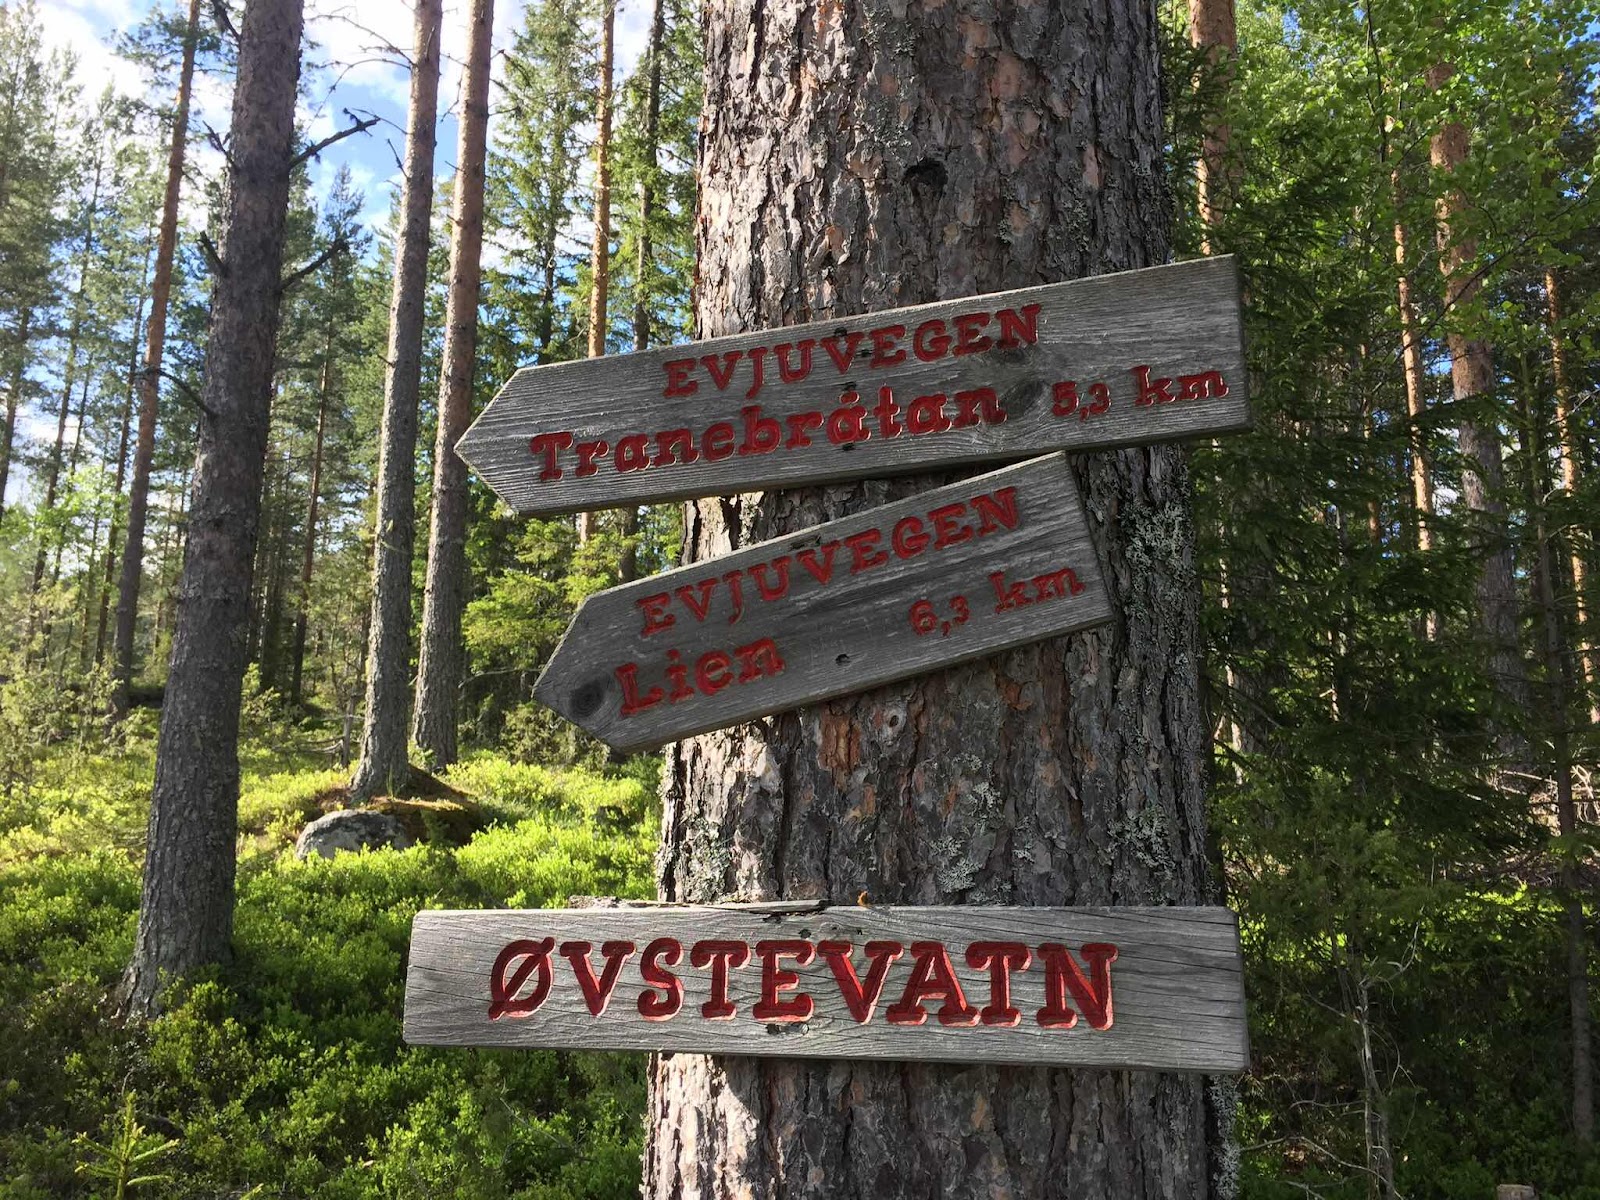 EVJUVEGEN
Tranebråtan 5,3 km
EVJUVEGEN
Lien 6,3 km
ØVSTEVATN